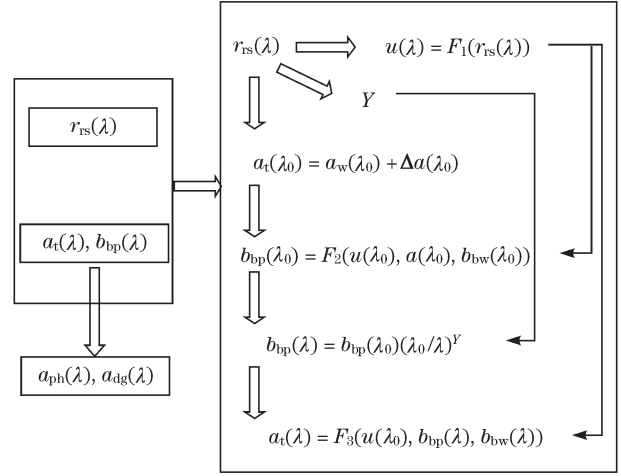 r_rs(λ)
a_t(λ), b_bp(λ)
a_ph(λ), a_dg(λ)
r_rs(λ)
u(λ) = F_1(r_rs(λ))
Y
a_t(λ_0) = a_w(λ_0) + Δa(λ_0)
b_bp(λ_0) = F_2(u(λ_0), a(λ_0), b_bw(λ_0))
b_bp(λ) = b_bp(λ_0)(λ_0/λ)^Y
a_t(λ) = F_3(u(λ_0), b_bp(λ), b_bw(λ))